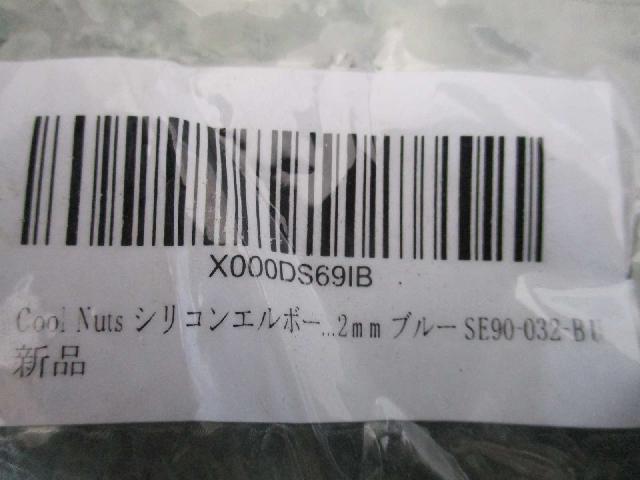 X000DS69IB
Cool Nuts シリコンエルボー...2mm ブルー SE90-032-BU
新品